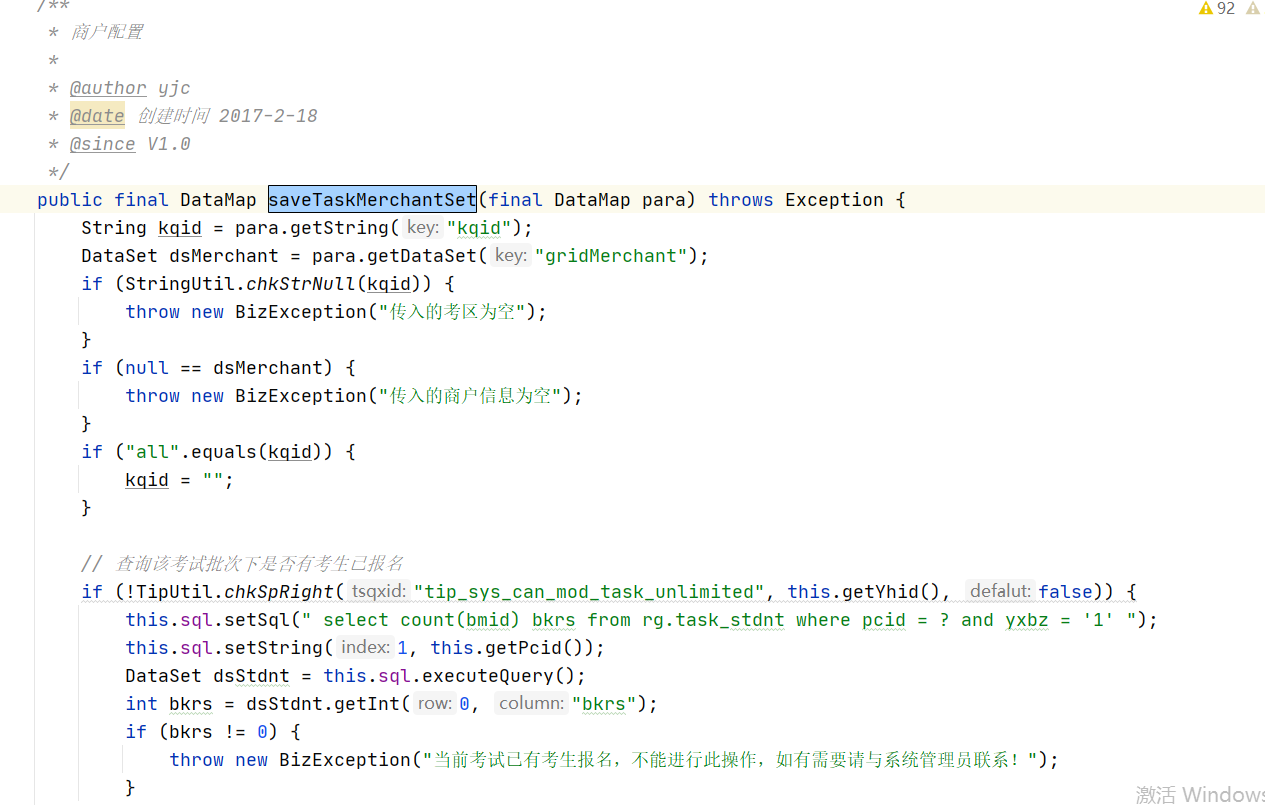 /**
92
* 商户配置
*
* @author yjc
* @date 创建时间 2017-2-18
* @since V1.0
*/
public final DataMap saveTaskMerchantSet(final DataMap para) throws Exception {
String kqid = para.getString( key: "kqid");
DataSet dsMerchant = para.getDataSet( key: "gridMerchant");
if (StringUtil.chkStrNull(kqid)) {
throw new BizException("传入的考区为空");
}
if (null == dsMerchant) {
throw new BizException("传入的商户信息为空");
}
if ("all".equals(kqid)) {
kqid = "";
}
// 查询该考试批次下是否有考生已报名
if (!TipUtil.chkSpRight( tsqxid: "tip_sys_can_mod_task_unlimited", this.getYhid(), defalut: false)) {
this.sql.setSql(" select count(bmid) bkrs from rg.task_stdnt where pcid = ? and yxbz = '1' ");
this.sql.setString( index: 1, this.getPcid());
DataSet dsStdnt = this.sql.executeQuery();
int bkrs = dsStdnt.getInt( row: 0, column: "bkrs");
if (bkrs != 0) {
throw new BizException("当前考试已有考生报名，不能进行此操作，如有需要请与系统管理员联系！");
}
激活 Windows